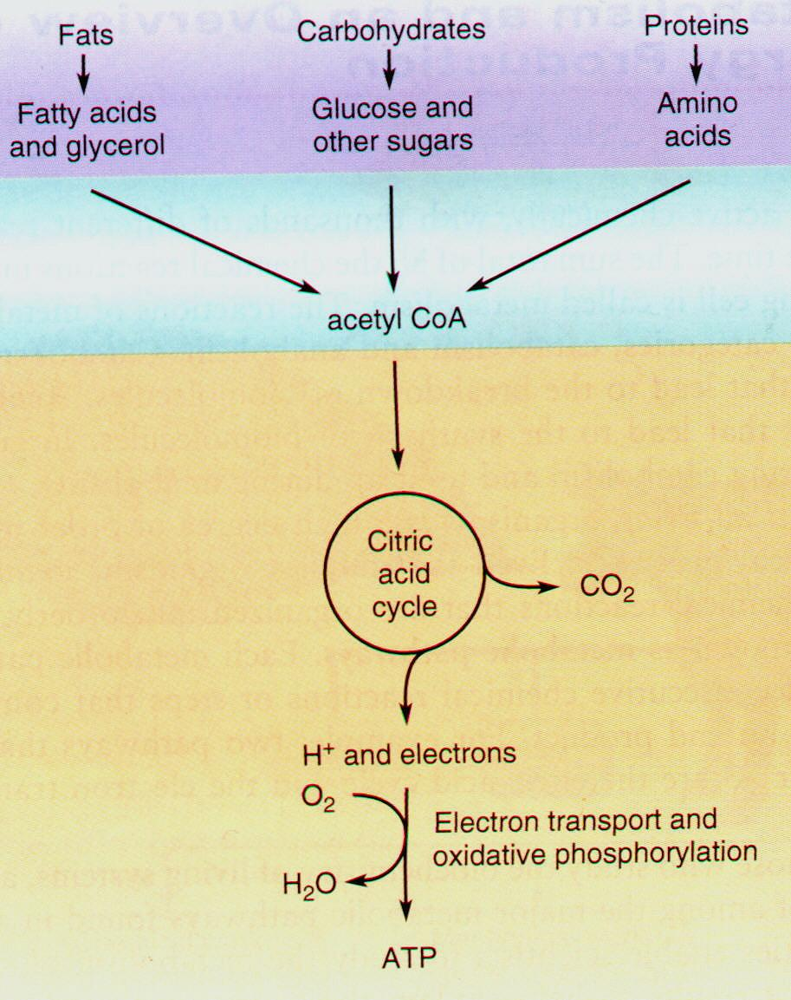 Fats
Carbohydrates
Proteins
Fatty acids
and glycerol
Glucose and
other sugars
Amino
acids
acetyl CoA
Citric
acid
cycle
CO₂
H⁺ and electrons
O₂
Electron transport and
oxidative phosphorylation
H₂O
ATP